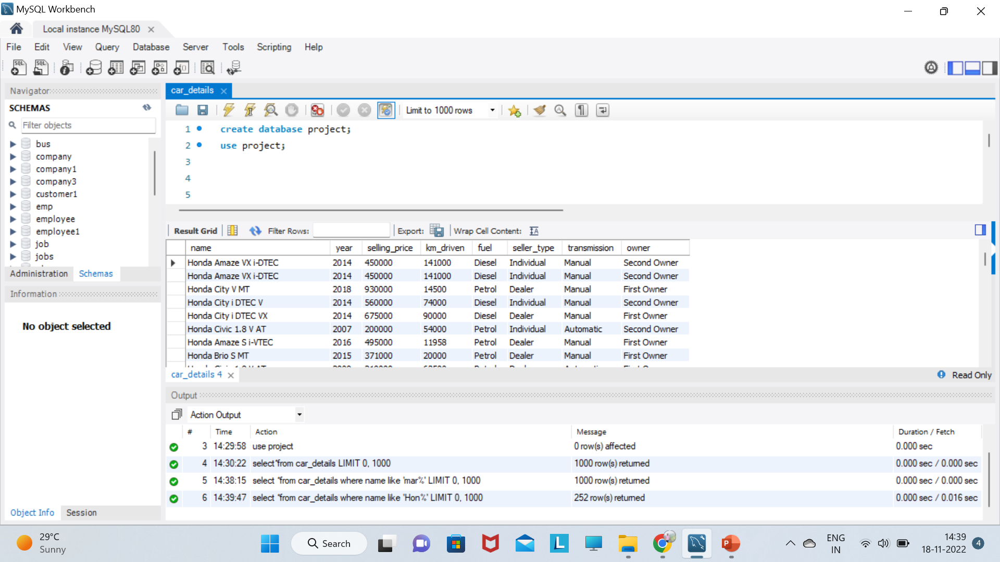 MySQL Workbench
Local instance MySQL80
File Edit View Query Database Server Tools Scripting Help
SQL SQL
Navigator
SCHEMAS
Filter objects
bus
company
company1
company3
customer1
emp
employee
employee1
job
jobs
Administration Schemas
Information
No object selected
Object Info Session
car_details
Limit to 1000 rows
1 create database project;
2 use project;
3
4
5
Result Grid Filter Rows: Export: Wrap Cell Content:
name year selling_price km_driven fuel seller_type transmission owner
Honda Amaze VX i-DTEC 2014 450000 141000 Diesel Individual Manual Second Owner
Honda Amaze VX i-DTEC 2014 450000 141000 Diesel Individual Manual Second Owner
Honda City V MT 2018 930000 14500 Petrol Dealer Manual First Owner
Honda City i DTEC V 2014 560000 74000 Diesel Individual Manual Second Owner
Honda City i DTEC VX 2014 675000 90000 Diesel Dealer Manual First Owner
Honda Civic 1.8 V AT 2007 200000 54000 Petrol Individual Automatic Second Owner
Honda Amaze S i-VTEC 2016 495000 11958 Petrol Dealer Manual First Owner
Honda Brio S MT 2015 371000 20000 Petrol Dealer Manual First Owner
car_details 4
Read Only
Output
Action Output
# Time Action Message Duration / Fetch
3 14:29:58 use project 0 row(s) affected 0.000 sec
4 14:30:22 select*from car_details LIMIT 0, 1000 1000 row(s) returned 0.000 sec / 0.000 sec
5 14:38:15 select *from car_details where name like 'mar%' LIMIT 0, 1000 1000 row(s) returned 0.000 sec / 0.000 sec
6 14:39:47 select *from car_details where name like 'Hon%' LIMIT 0, 1000 252 row(s) returned 0.000 sec / 0.016 sec
29°C
Sunny
Search
L
P
ENG
IN
14:39
18-11-2022
4